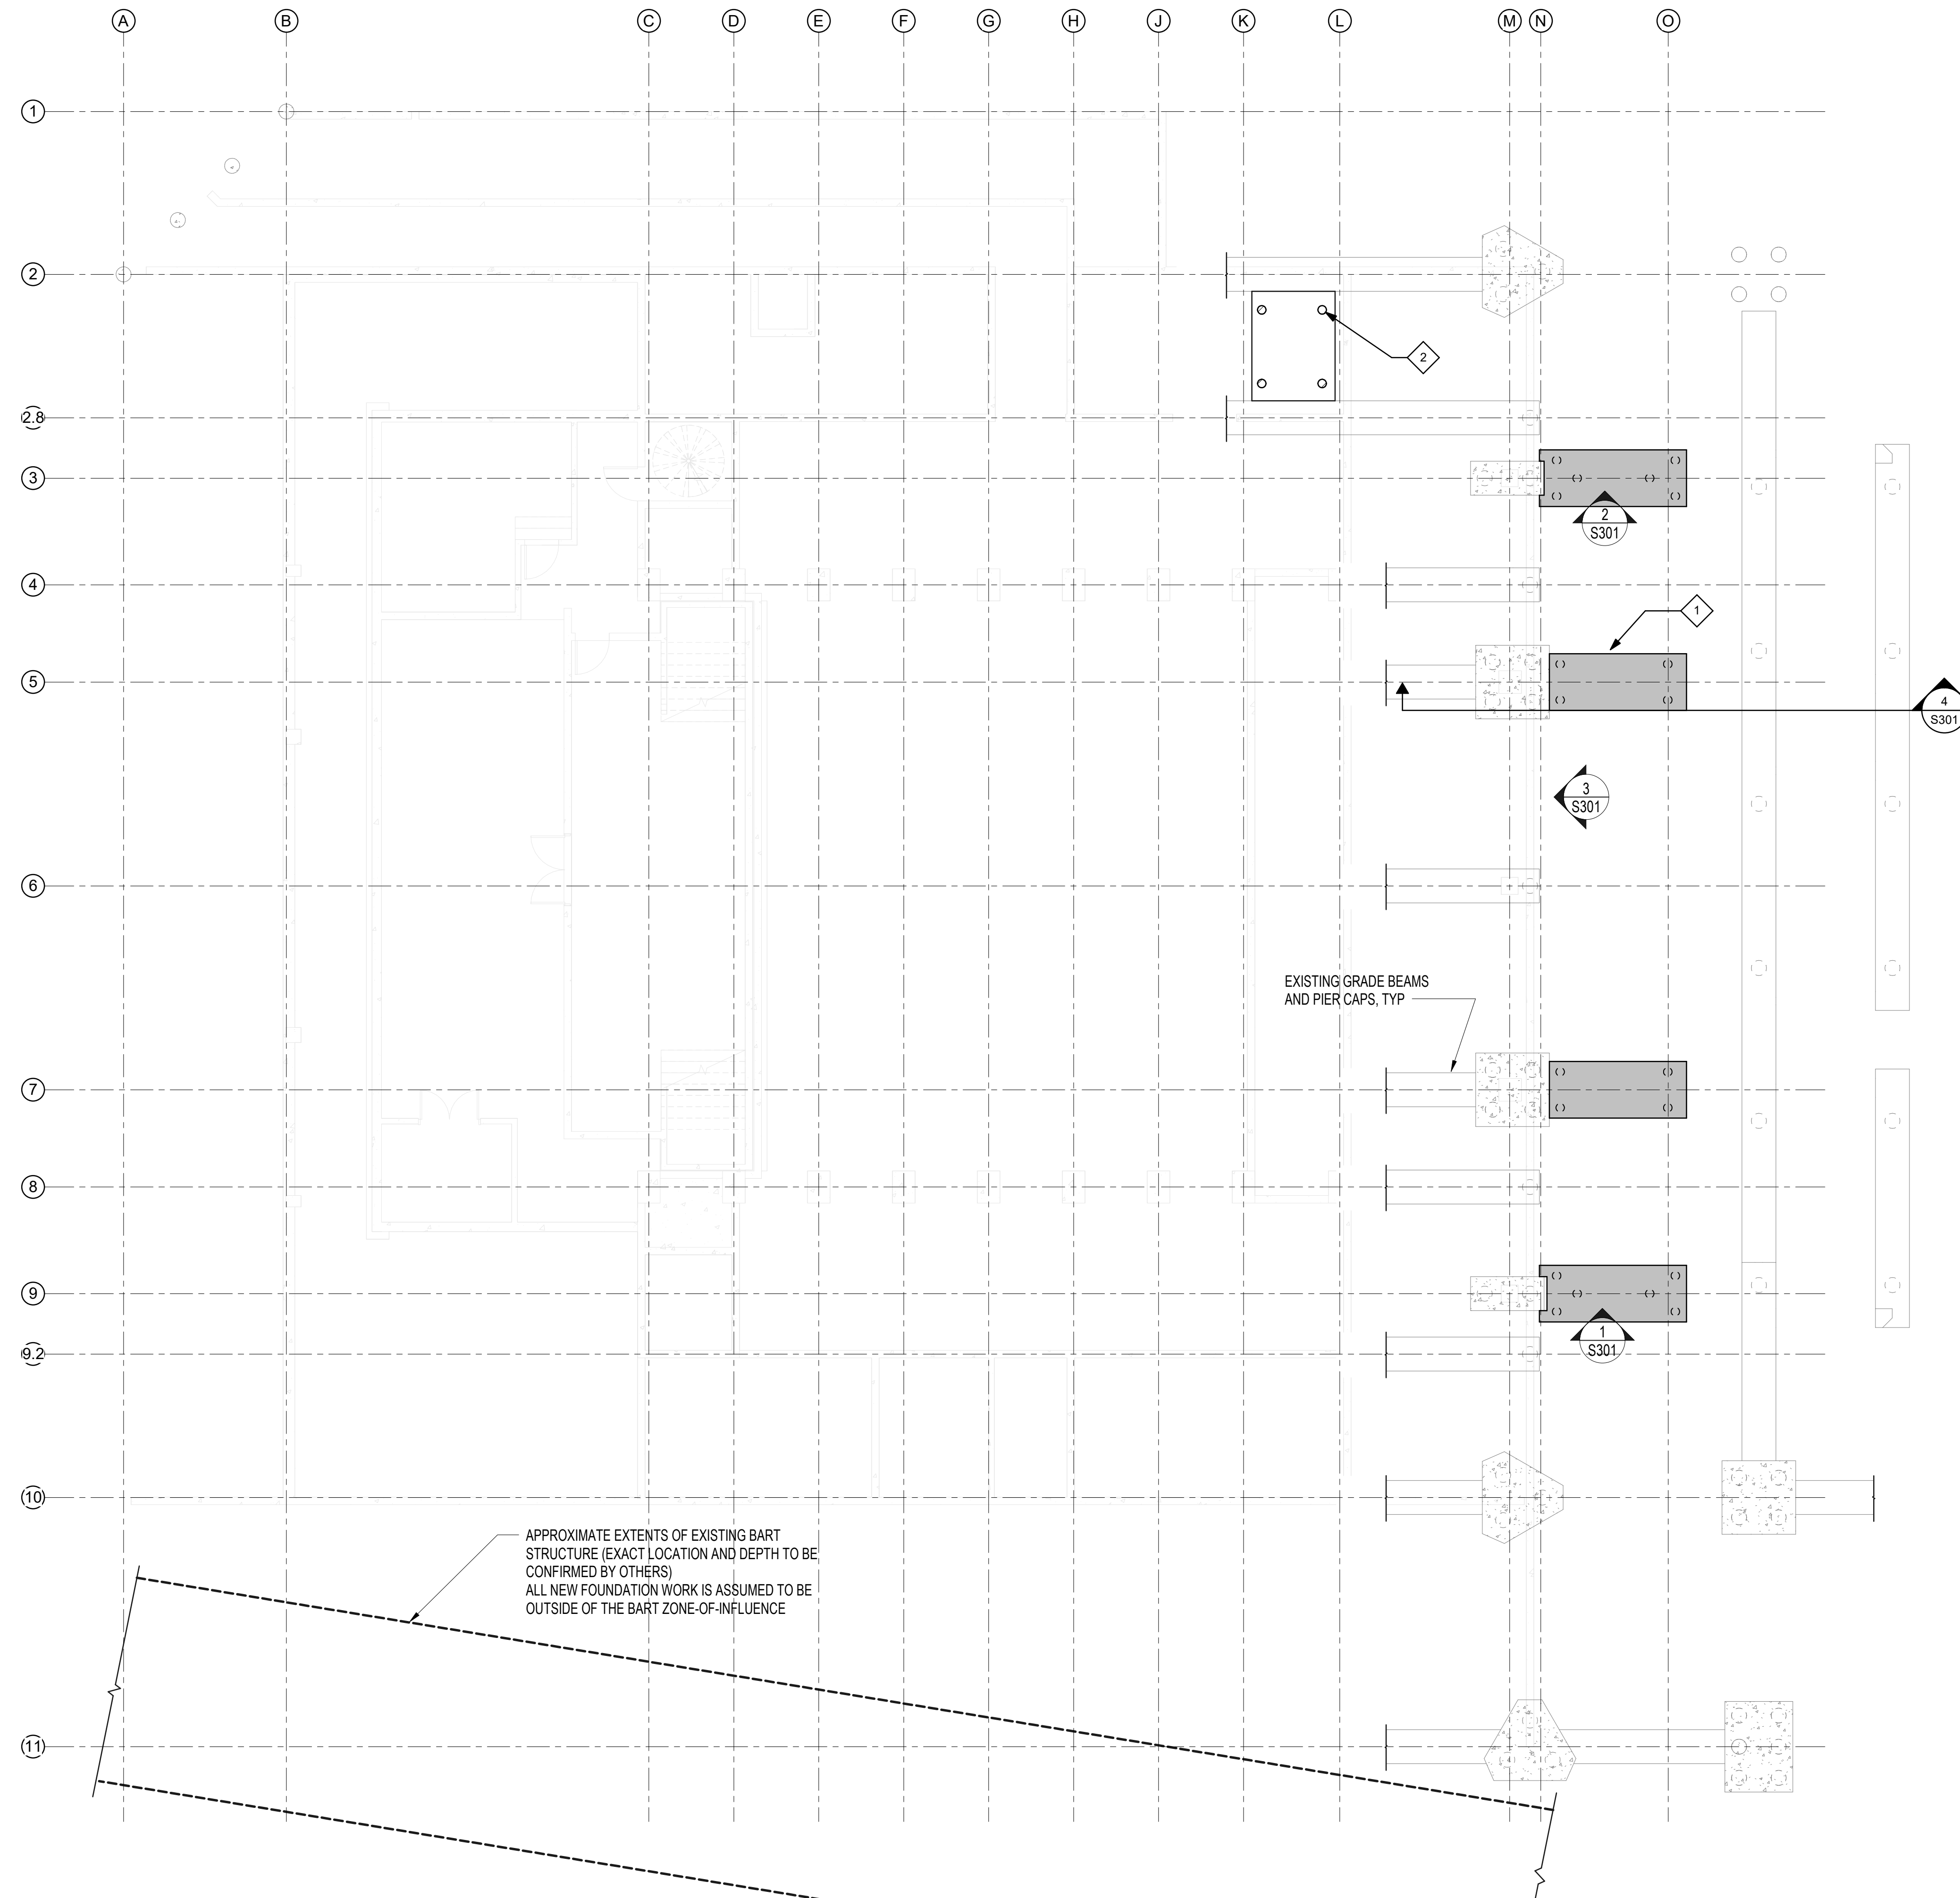 A
B
C
D
E
F
G
H
J
K
L
M
N
O
1
2
2
2.8
3
2
S301
4
1
5
4
S301
3
S301
6
EXISTING GRADE BEAMS
AND PIER CAPS, TYP
7
8
9
1
S301
9.2
10
APPROXIMATE EXTENTS OF EXISTING BART
STRUCTURE (EXACT LOCATION AND DEPTH TO BE
CONFIRMED BY OTHERS)
ALL NEW FOUNDATION WORK IS ASSUMED TO BE
OUTSIDE OF THE BART ZONE-OF-INFLUENCE
11